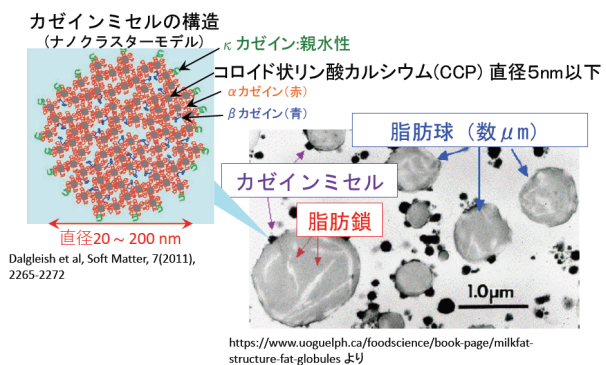 カゼインミセルの構造
(ナノクラスターモデル)
κカゼイン:親水性
コロイド状リン酸カルシウム(CCP) 直径5nm以下
αカゼイン(赤)
βカゼイン(青)
脂肪球（数μm）
カゼインミセル
脂肪鎖
直径20～200 nm
Dalgleish et al, Soft Matter, 7(2011),
2265-2272
1.0μm
https://www.uoguelph.ca/foodscience/book-page/milkfat-
structure-fat-globules より